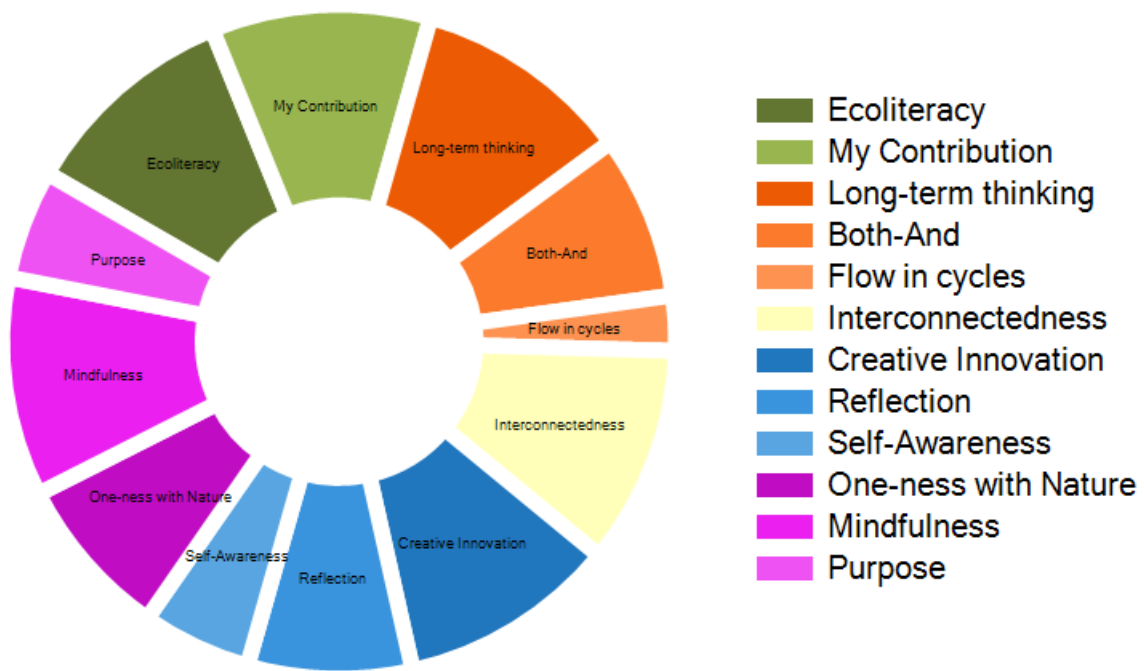 My Contribution
Long-term thinking
Ecoliteracy
Both-And
Purpose
Flow in cycles
Mindfulness
Interconnectedness
One-ness with Nature
Creative Innovation
Self-Awareness
Reflection
Ecoliteracy
My Contribution
Long-term thinking
Both-And
Flow in cycles
Interconnectedness
Creative Innovation
Reflection
Self-Awareness
One-ness with Nature
Mindfulness
Purpose